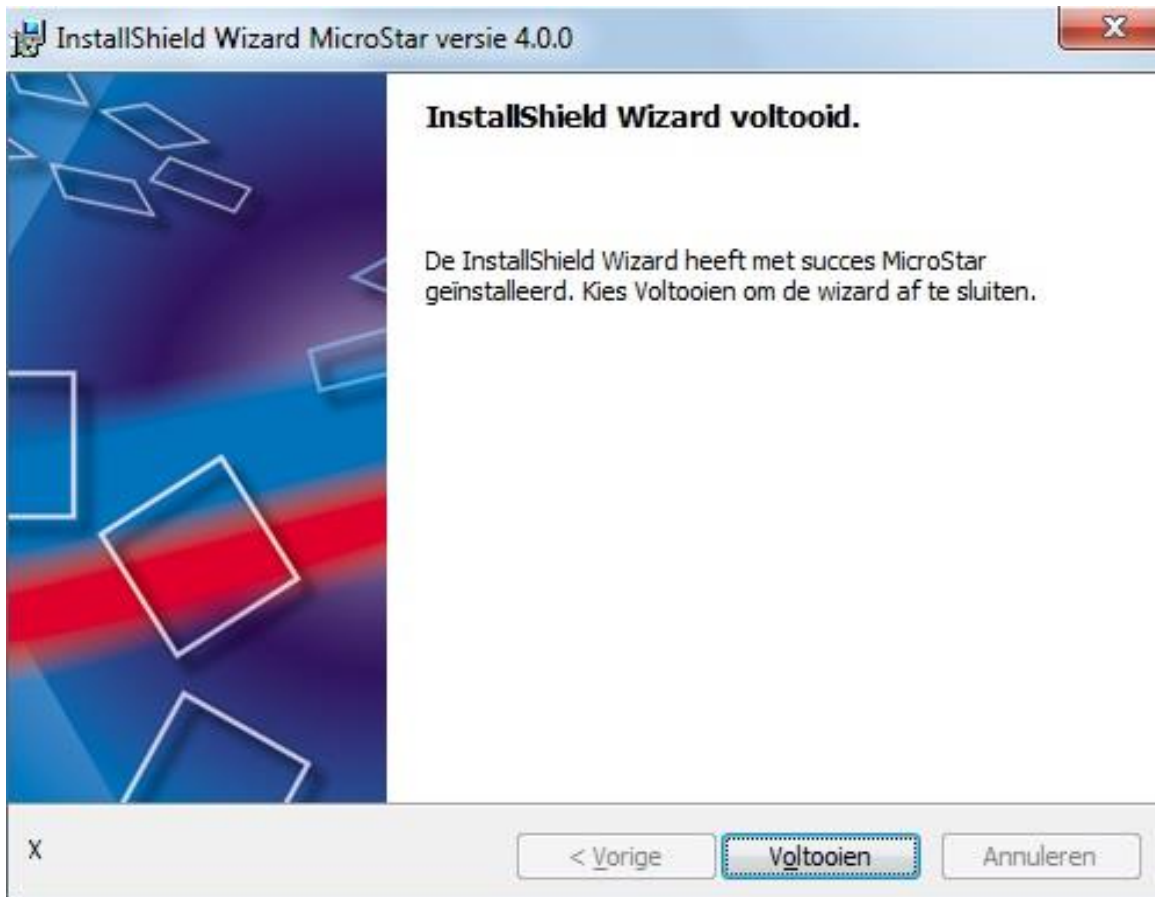 InstallShield Wizard MicroStar versie 4.0.0
InstallShield Wizard voltooid.
De InstallShield Wizard heeft met succes MicroStar
geïnstalleerd. Kies Voltooien om de wizard af te sluiten.
X
< Vorige
Voltooien
Annuleren